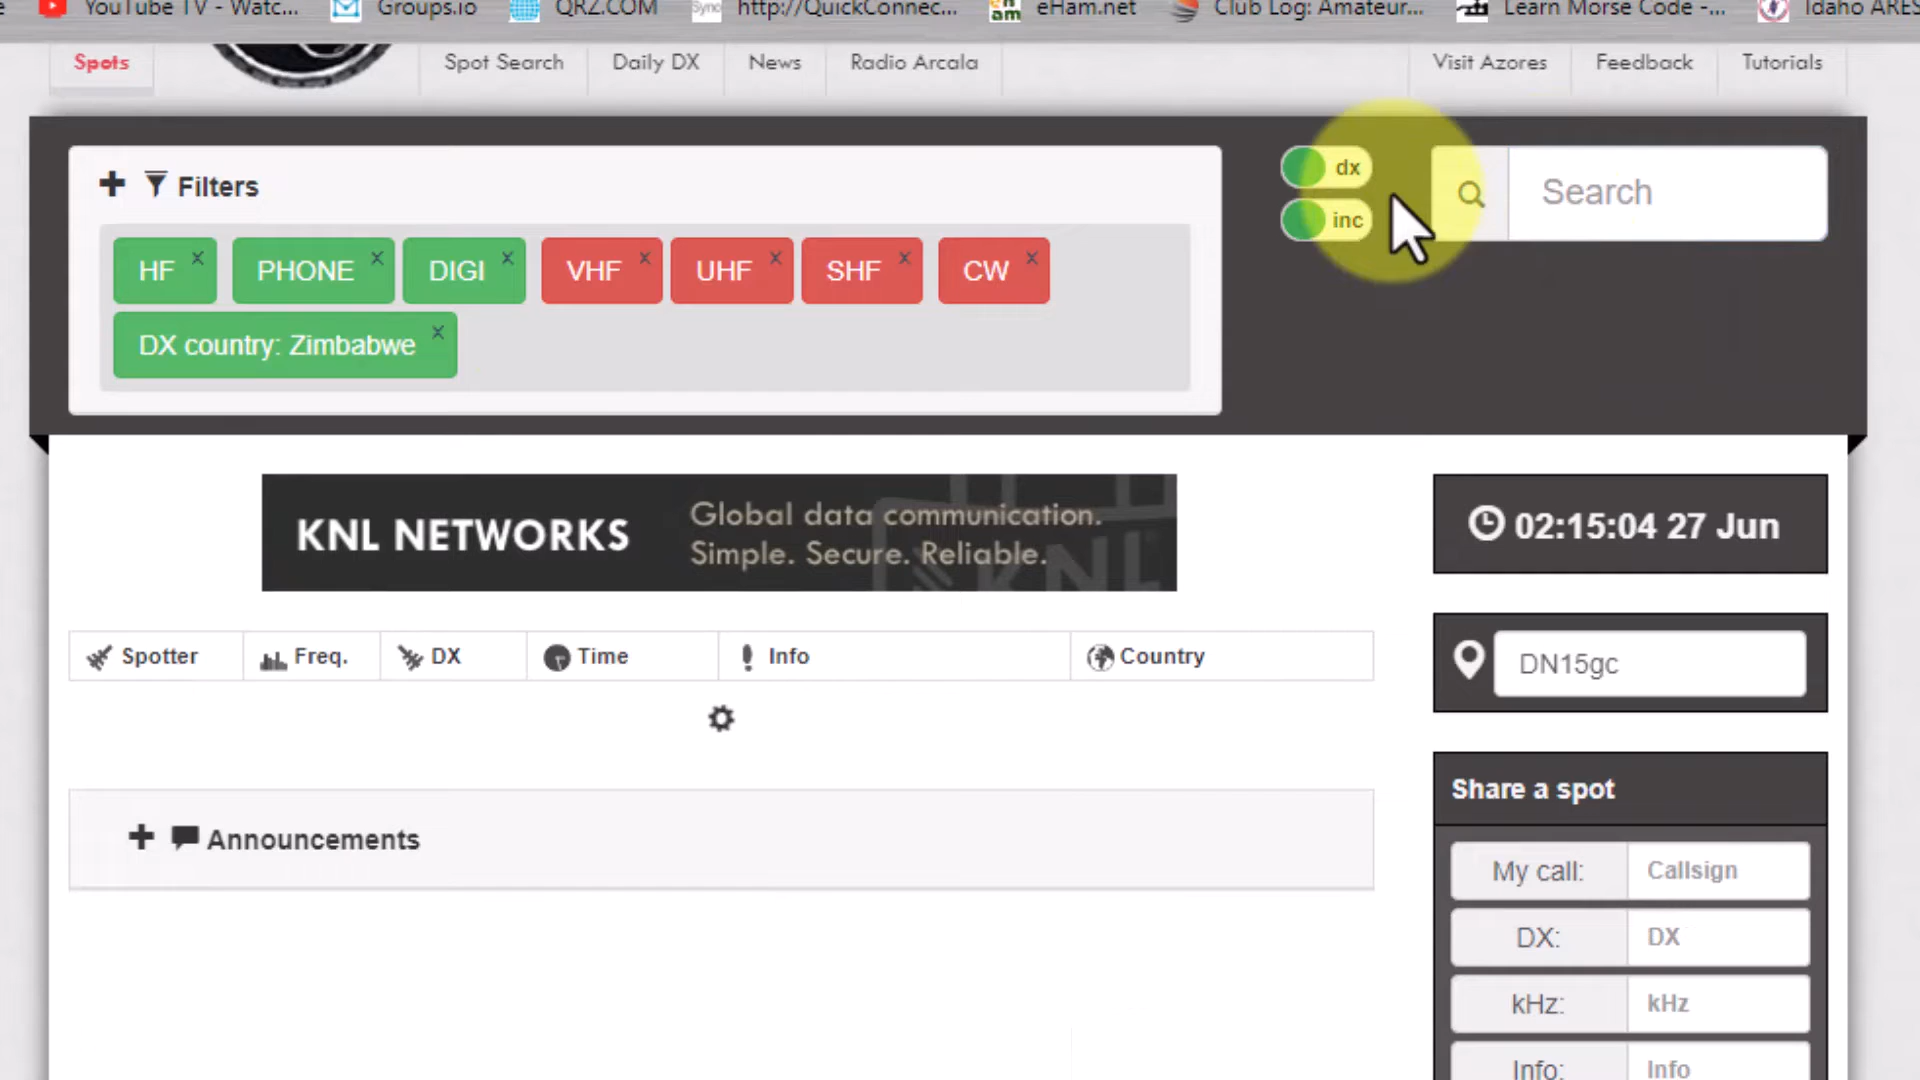 YouTube TV - Watc... Groups.io QRZ.COM Syno http://QuickConnec... eHam.net Club Log: Amateur... Learn Morse Code -... Idaho ARES
Spots Spot Search Daily DX News Radio Arcala Visit Azores Feedback Tutorials
Filters
dx
inc
Search
HF x PHONE x DIGI x VHF x UHF x SHF x CW x
DX country: Zimbabwe x
KNL NETWORKS
Global data communication.
Simple. Secure. Reliable.
KNL
02:15:04 27 Jun
Spotter Freq. DX Time Info Country
DN15gc
Announcements
Share a spot
My call: Callsign
DX: DX
kHz: kHz
Info: Info